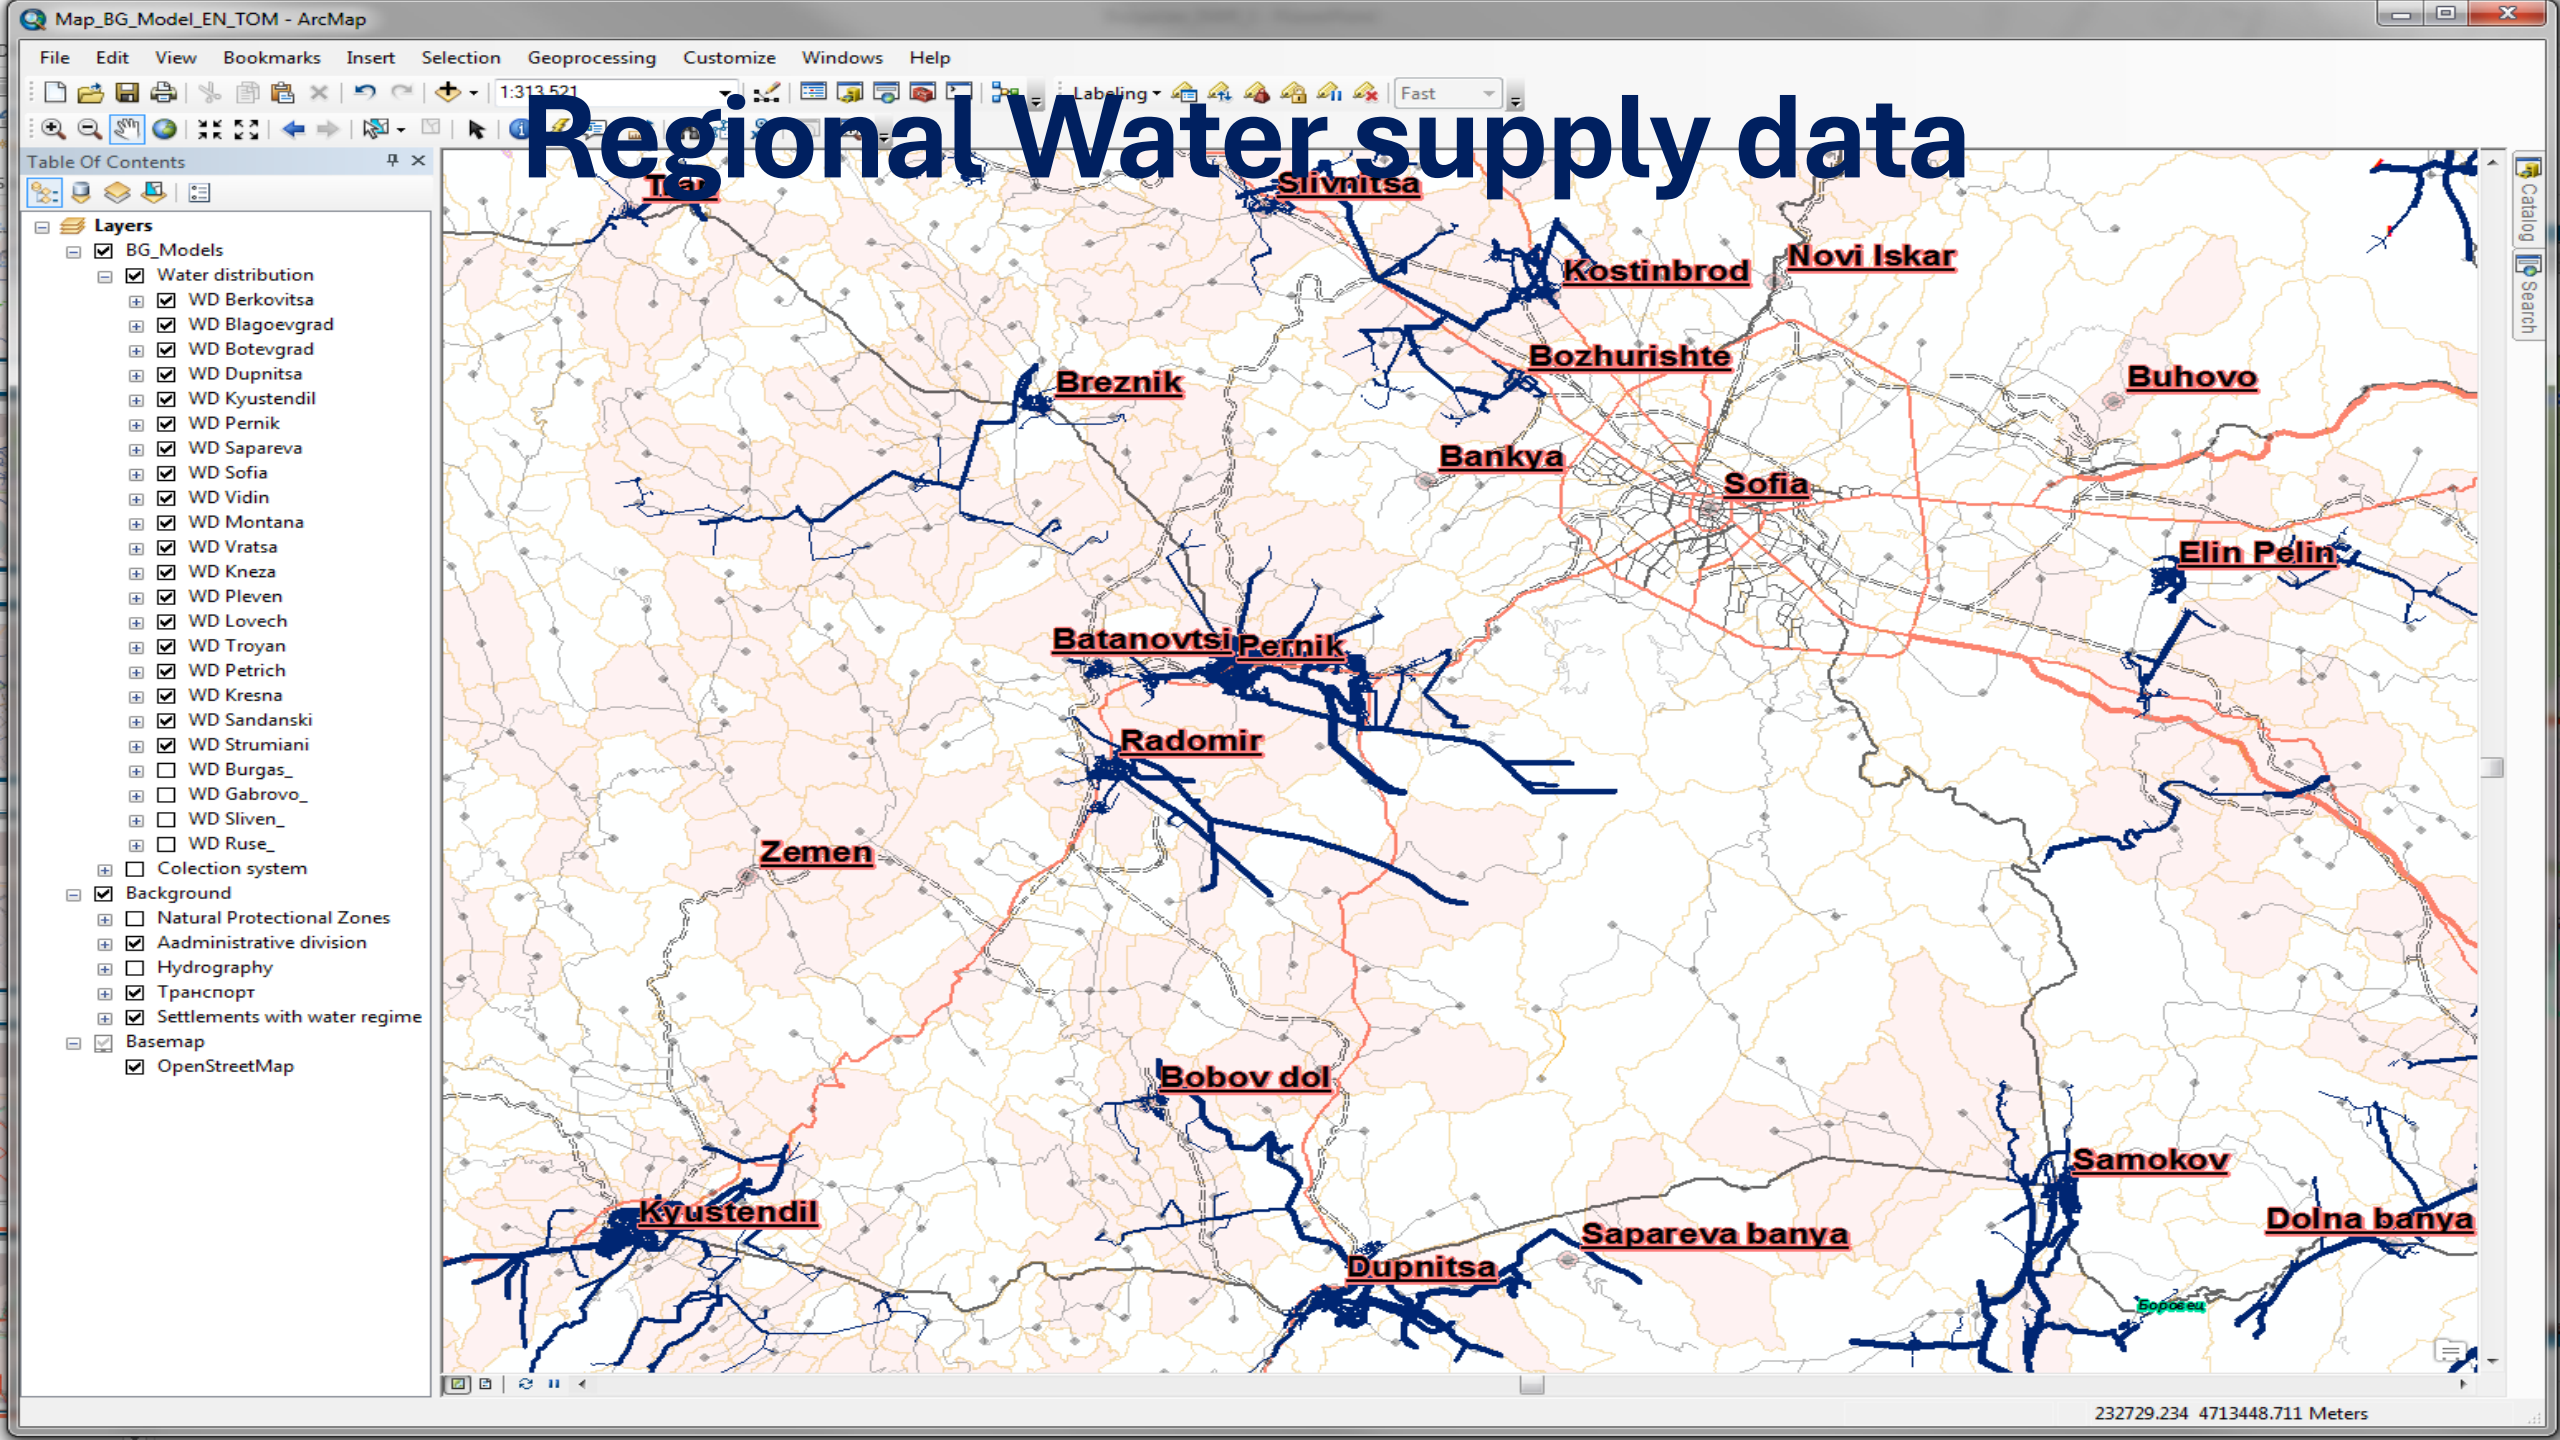 Map_BG_Model_EN_TOM - ArcMap
File Edit View Bookmarks Insert Selection Geoprocessing Customize Windows Help
1:313,521
Labeling
Fast
Regional Water supply data
Table Of Contents
Layers
BG_Models
Water distribution
WD Berkovitsa
WD Blagoevgrad
WD Botevgrad
WD Dupnitsa
WD Kyustendil
WD Pernik
WD Sapareva
WD Sofia
WD Vidin
WD Montana
WD Vratsa
WD Kneza
WD Pleven
WD Lovech
WD Troyan
WD Petrich
WD Kresna
WD Sandanski
WD Strumiani
WD Burgas_
WD Gabrovo_
WD Sliven_
WD Ruse_
Colection system
Background
Natural Protectional Zones
Aadministrative division
Hydrography
Транспорт
Settlements with water regime
Basemap
OpenStreetMap
Slivnitsa
Kostinbrod
Novi Iskar
Bozhurishte
Breznik
Buhovo
Bankya
Sofia
Elin Pelin
Batanovtsi
Pernik
Radomir
Zemen
Bobov dol
Samokov
Kyustendil
Dolna banya
Sapareva banya
Dupnitsa
Боровец
Catalog
Search
232729.234 4713448.711 Meters